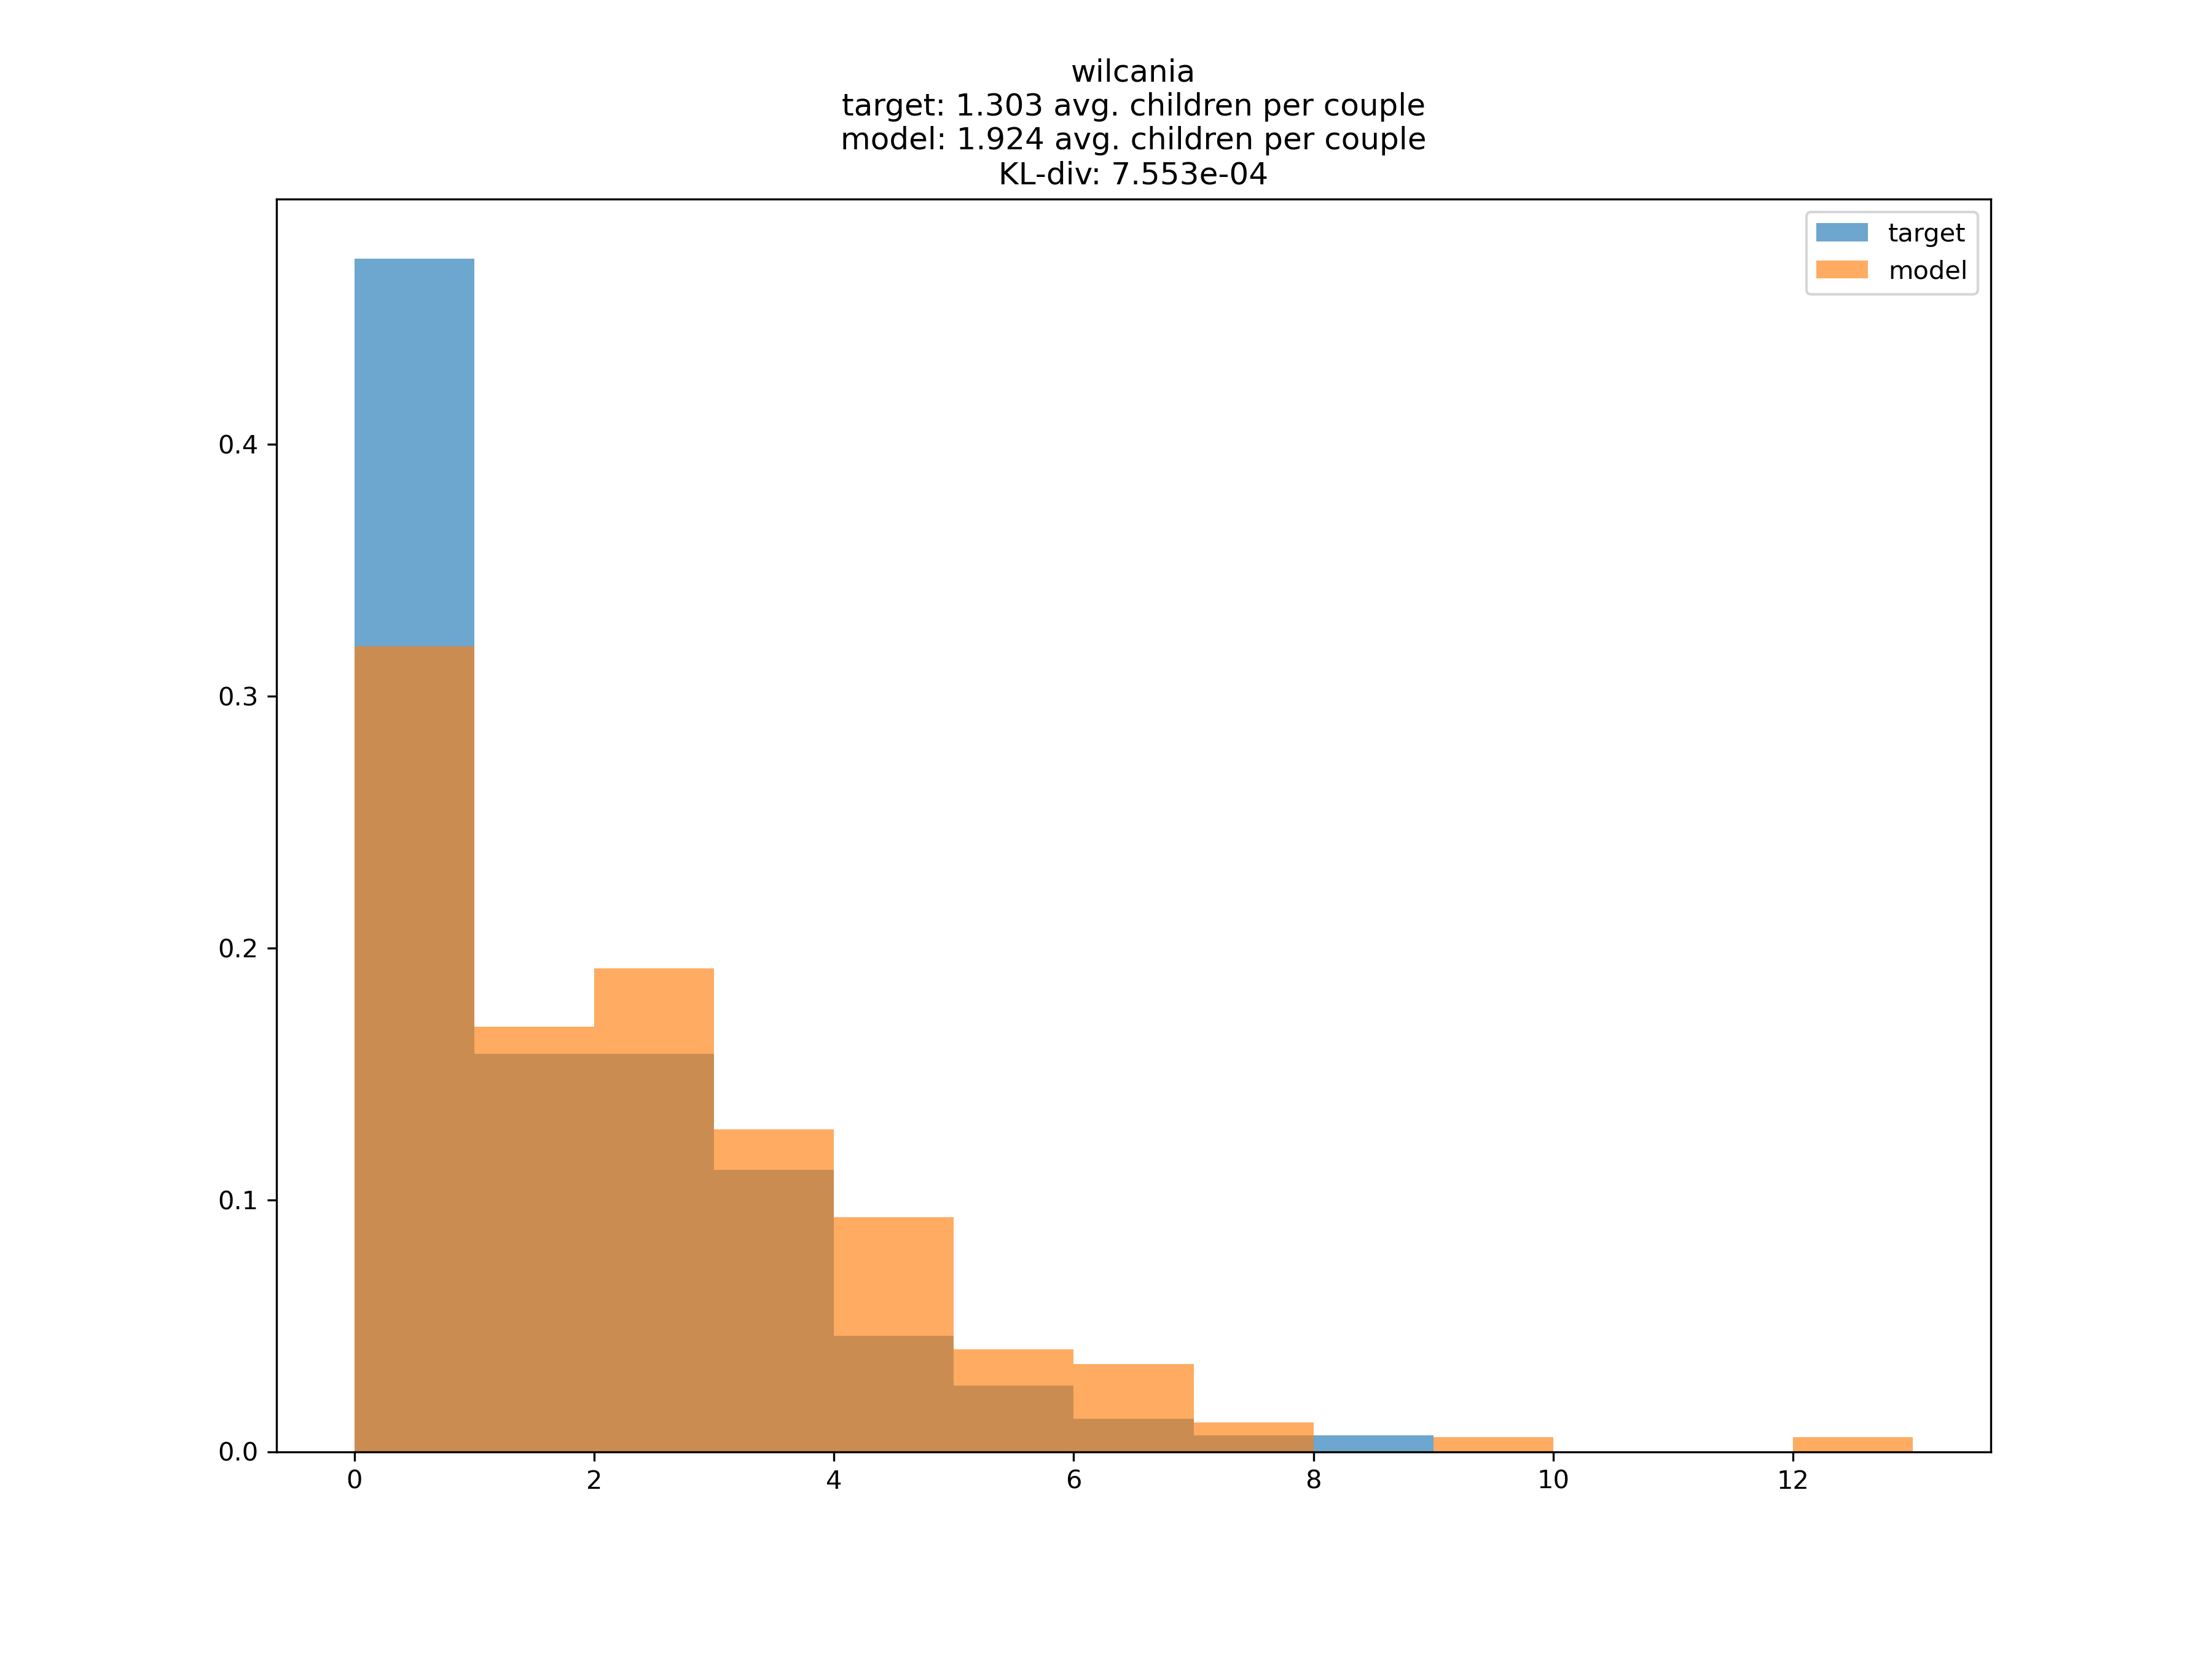 wilcania
target: 1.303 avg. children per couple
model: 1.924 avg. children per couple
KL-div: 7.553e-04
target
model
0.4
0.3
0.2
0.1
0.0
0 2 4 6 8 10 12